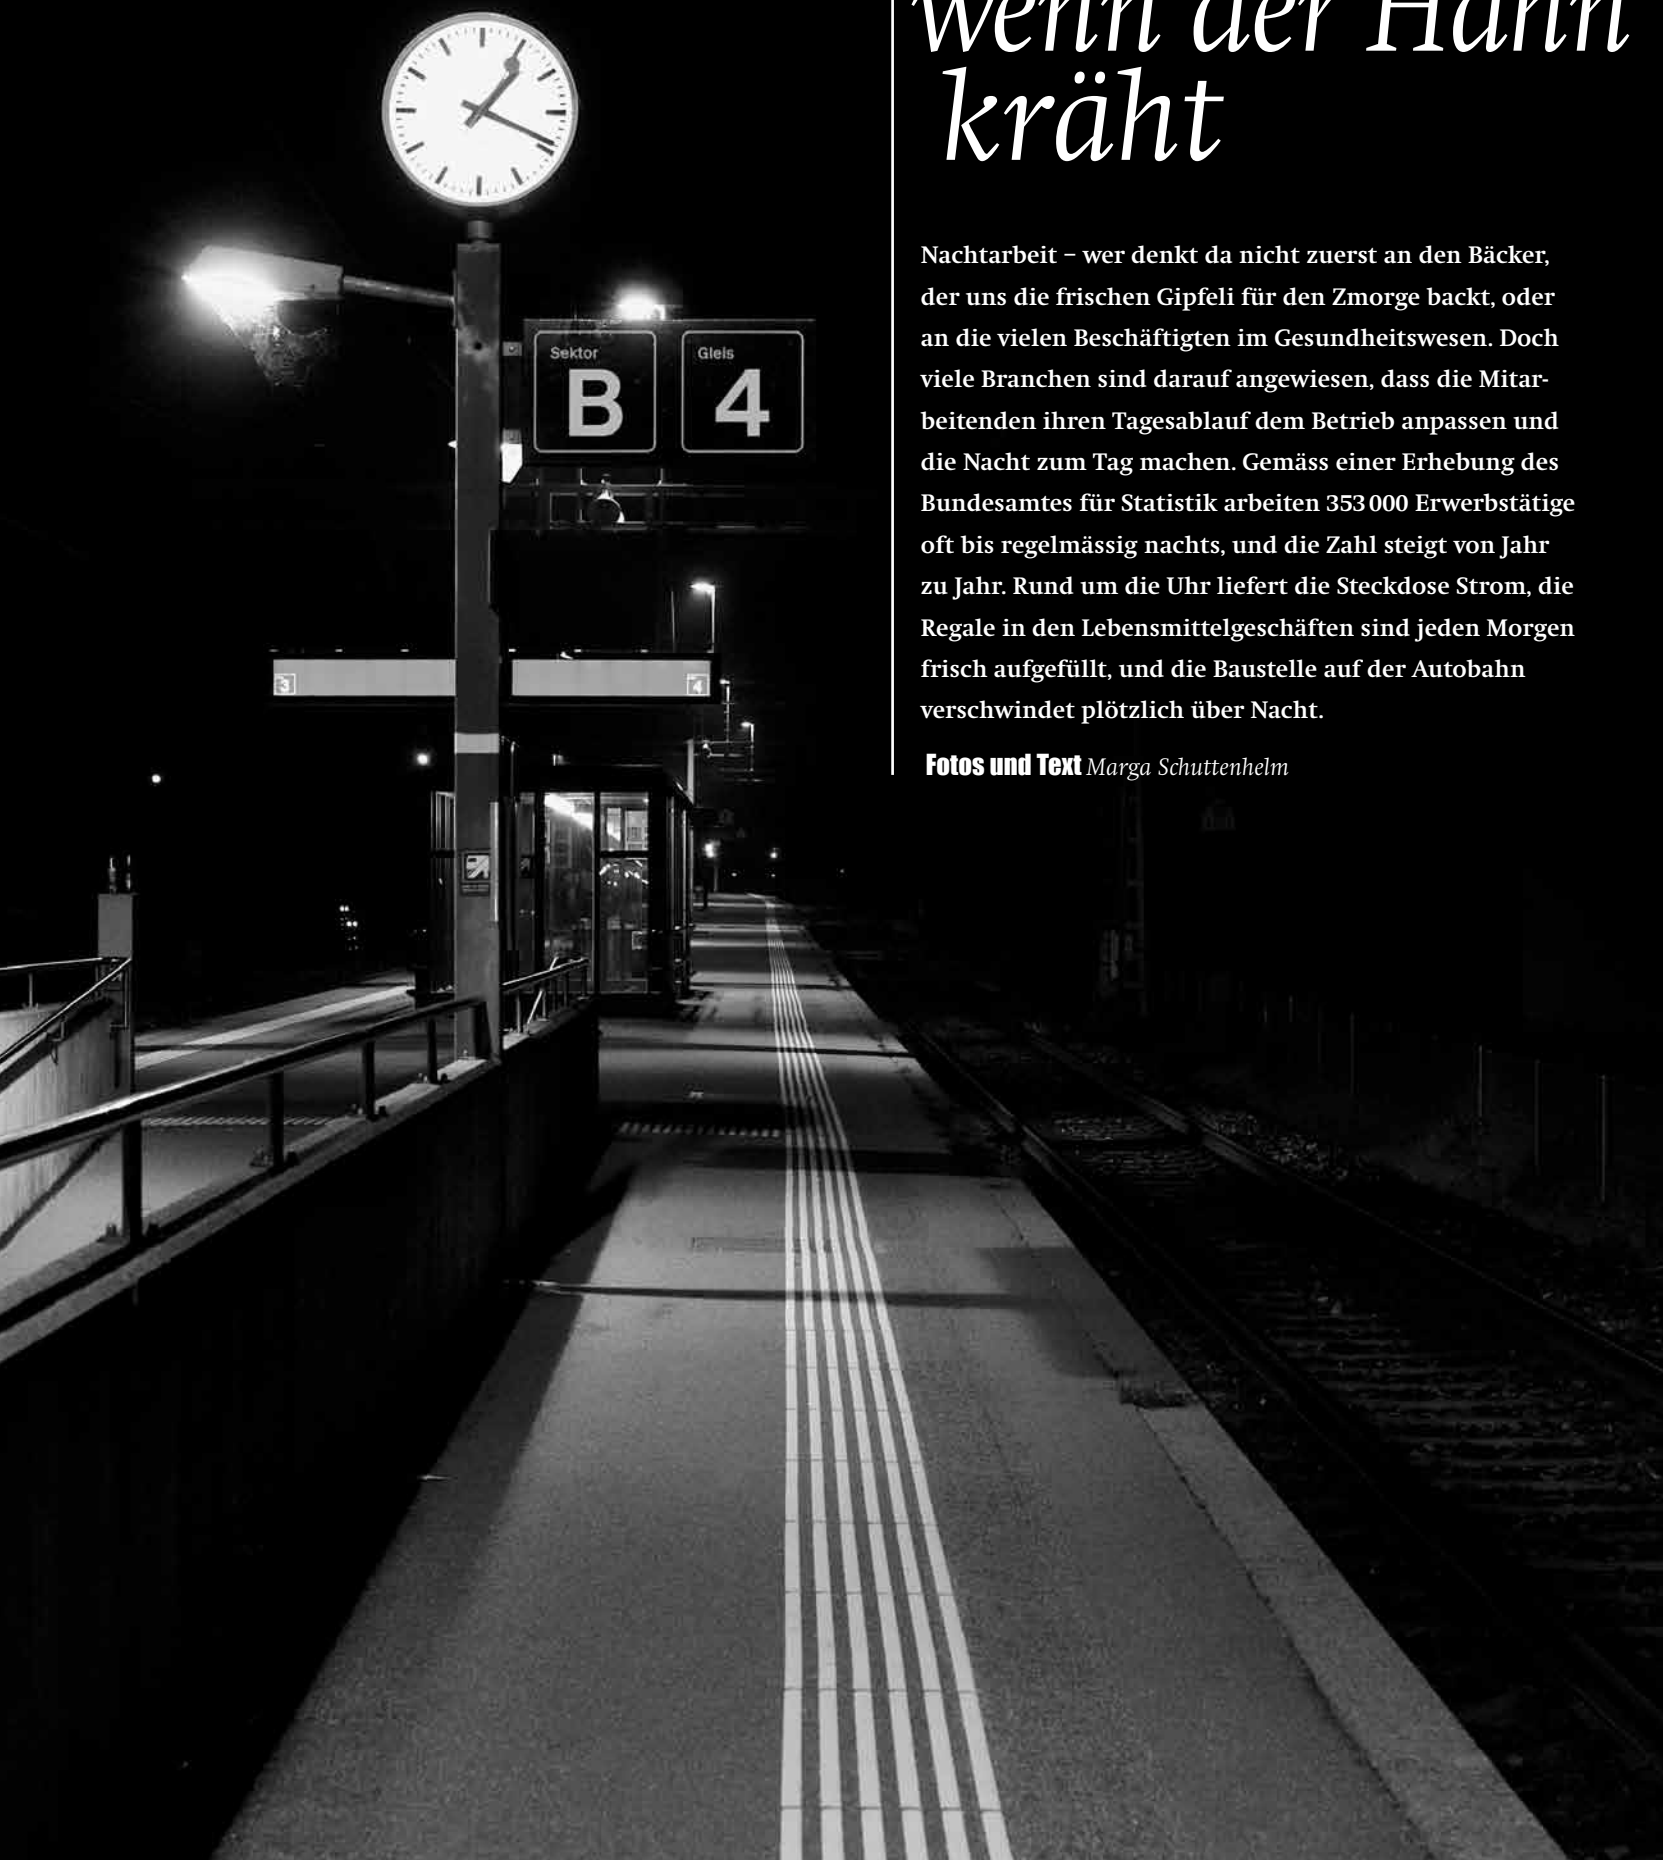 wenn der Hahn
kräht
Nachtarbeit – wer denkt da nicht zuerst an den Bäcker,
der uns die frischen Gipfeli für den Zmorge backt, oder
an die vielen Beschäftigten im Gesundheitswesen. Doch
viele Branchen sind darauf angewiesen, dass die Mitar-
beitenden ihren Tagesablauf dem Betrieb anpassen und
die Nacht zum Tag machen. Gemäss einer Erhebung des
Bundesamtes für Statistik arbeiten 353 000 Erwerbstätige
oft bis regelmässig nachts, und die Zahl steigt von Jahr
zu Jahr. Rund um die Uhr liefert die Steckdose Strom, die
Regale in den Lebensmittelgeschäften sind jeden Morgen
frisch aufgefüllt, und die Baustelle auf der Autobahn
verschwindet plötzlich über Nacht.
Fotos und Text Marga Schuttenhelm
Sektor
B
Gleis
4
3
4